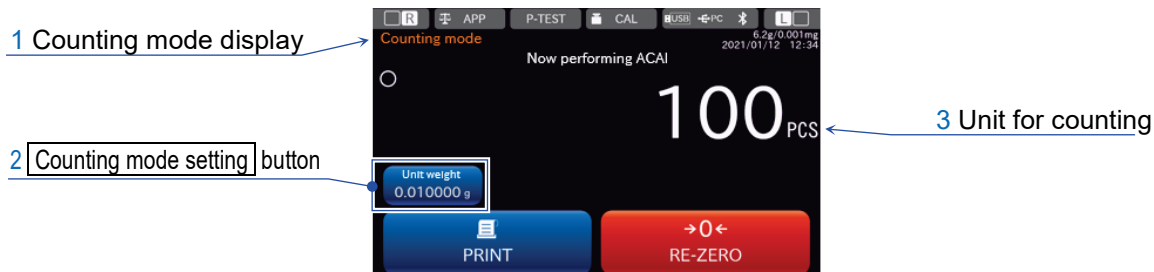 R APP P-TEST CAL USB PC L
1 Counting mode display
Counting mode
6.2g/0.001mg
2021/01/12 12:34
Now performing ACAI
100 PCS
3 Unit for counting
2 Counting mode setting button
Unit weight
0.010000 g
→0←
PRINT RE-ZERO